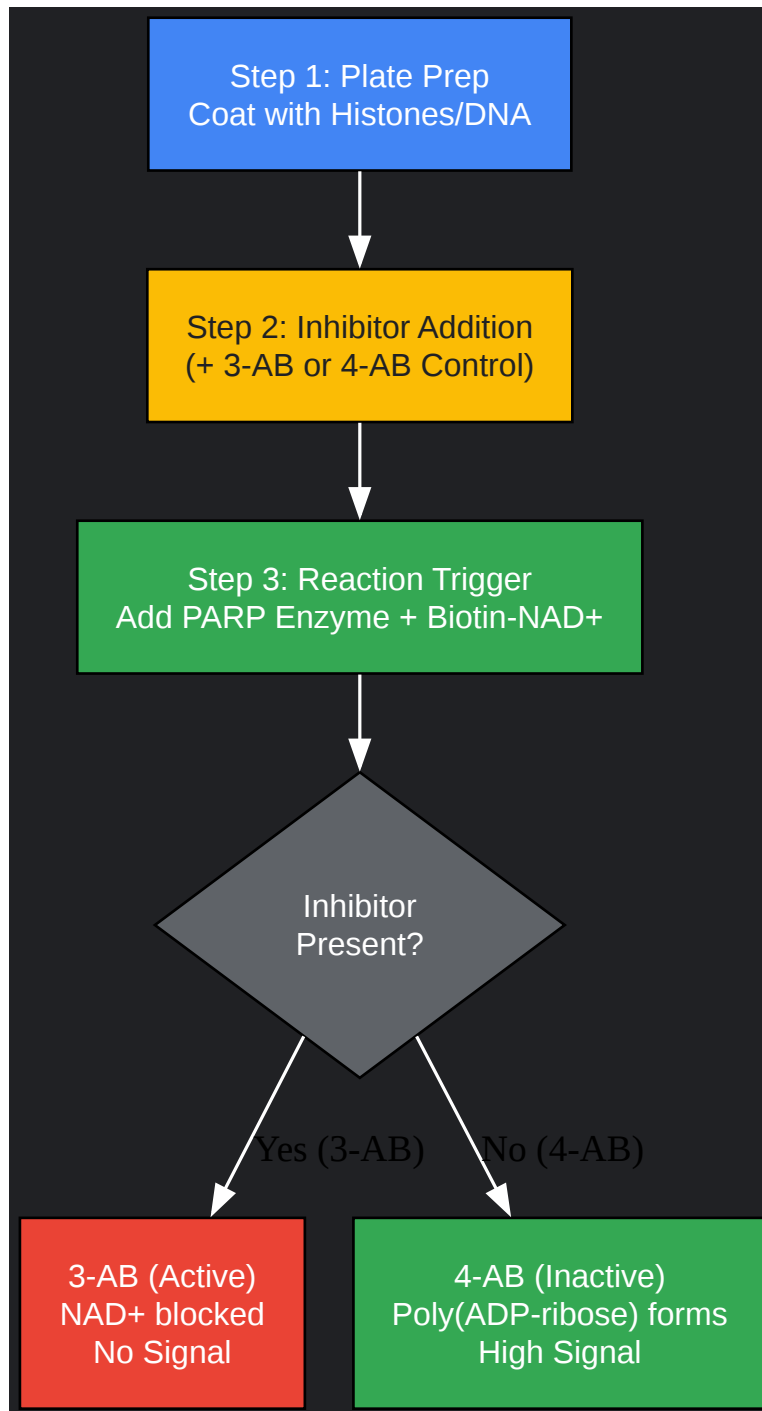 Step 1: Plate Prep
Coat with Histones/DNA
Step 2: Inhibitor Addition
(+ 3-AB or 4-AB Control)
Step 3: Reaction Trigger
Add PARP Enzyme + Biotin-NAD+
Inhibitor
Present?
Yes (3-AB)
No (4-AB)
3-AB (Active)
NAD+ blocked
No Signal
4-AB (Inactive)
Poly(ADP-ribose) forms
High Signal